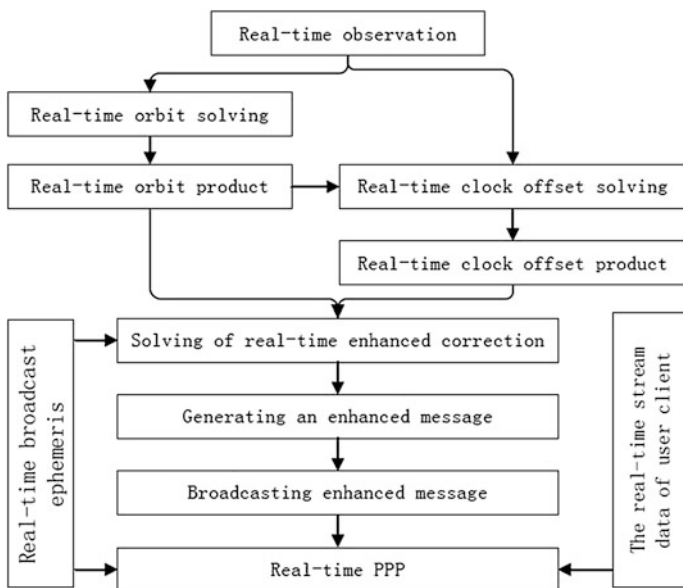 Real-time observation
Real-time orbit solving
Real-time orbit product
Real-time clock offset solving
Real-time clock offset product
Real-time broadcast
ephemeris
Solving of real-time enhanced correction
The real-time stream
data of user client
Generating an enhanced message
Broadcasting enhanced message
Real-time PPP